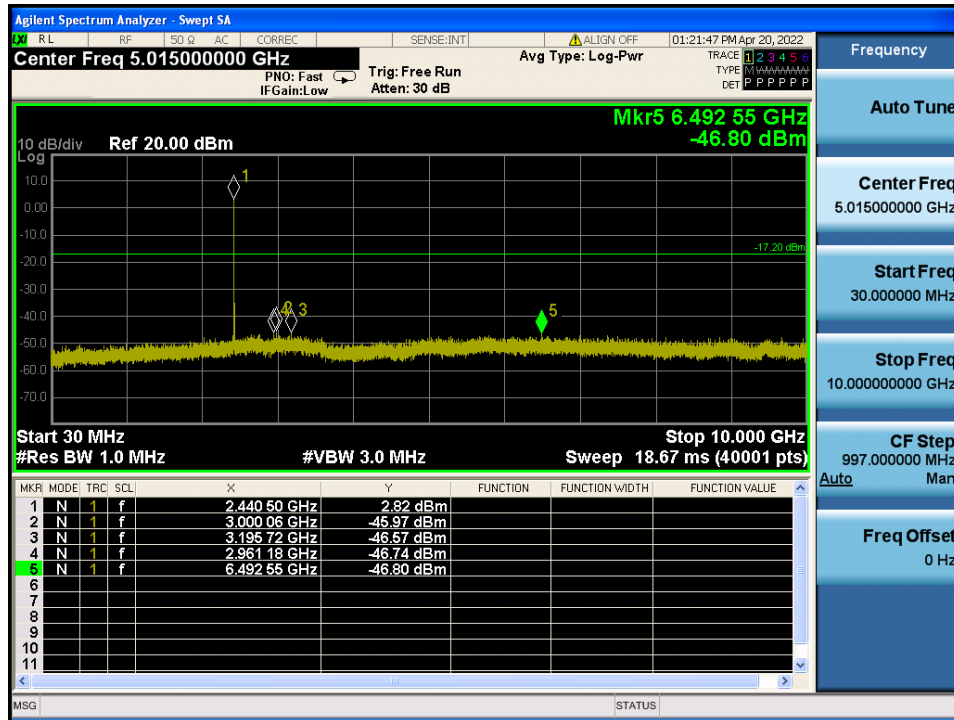 Agilent Spectrum Analyzer - Swept SA
LXI RL RF 50 Ω AC CORREC SENSE:INT ALIGN OFF 01:21:47 PM Apr 20, 2022
Center Freq 5.015000000 GHz
PNO: Fast
IFGain:Low
Trig: Free Run
Atten: 30 dB
Avg Type: Log-Pwr
TRACE 1 2 3 4 5 6
TYPE M W W W W W
DET P P P P P P
Mkr5 6.492 55 GHz
-46.80 dBm
10 dB/div Ref 20.00 dBm
Log
10.0
0.00
-10.0
-20.0
-30.0
-40.0
-50.0
-60.0
-70.0
1
-17.20 dBm
4 2 3
5
Start 30 MHz Stop 10.000 GHz
#Res BW 1.0 MHz #VBW 3.0 MHz Sweep 18.67 ms (40001 pts)
MKR MODE TRC SCL X Y FUNCTION FUNCTION WIDTH FUNCTION VALUE
1 N 1 f 2.440 50 GHz 2.82 dBm
2 N 1 f 3.000 06 GHz -45.97 dBm
3 N 1 f 3.195 72 GHz -46.57 dBm
4 N 1 f 2.961 18 GHz -46.74 dBm
5 N 1 f 6.492 55 GHz -46.80 dBm
6
7
8
9
10
11
MSG STATUS
Frequency
Auto Tune
Center Freq
5.015000000 GHz
Start Freq
30.000000 MHz
Stop Freq
10.000000000 GHz
CF Step
997.000000 MHz
Auto Man
Freq Offset
0 Hz